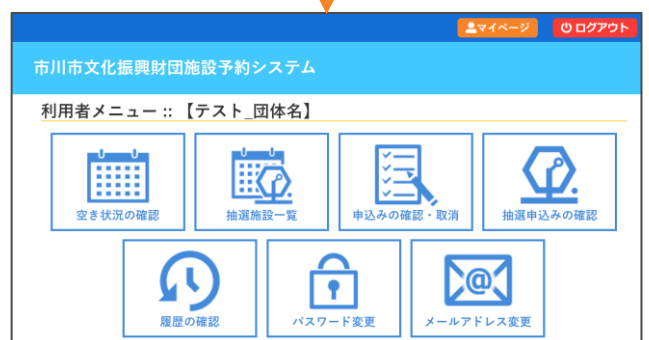 マイページ ログアウト
市川市文化振興財団施設予約システム
利用者メニュー :: 【テスト_団体名】
空き状況の確認 抽選施設一覧 申込みの確認・取消 抽選申込みの確認
履歴の確認 パスワード変更 メールアドレス変更